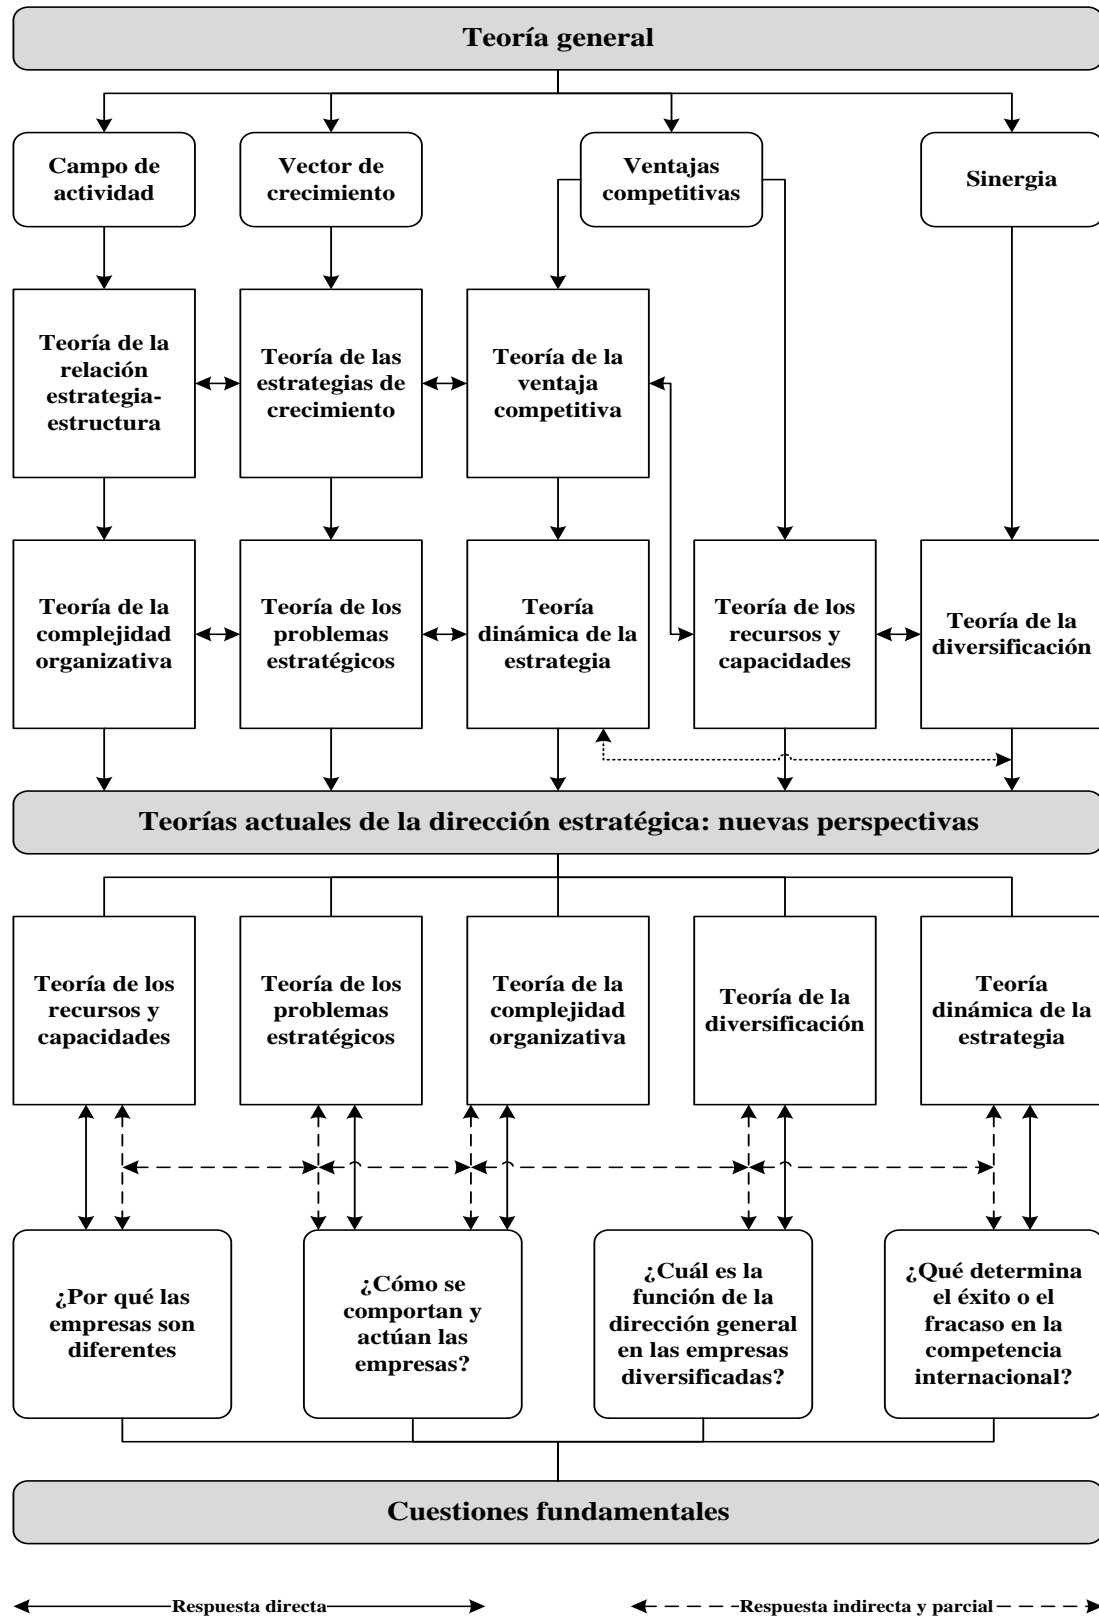 Teoría general
Campo de
actividad
Vector de
crecimiento
Ventajas
competitivas
Sinergia
Teoría de la
relación
estrategia-
estructura
Teoría de las
estrategias de
crecimiento
Teoría de la
ventaja
competitiva
Teoría de la
complejidad
organizativa
Teoría de los
problemas
estratégicos
Teoría
dinámica de la
estrategia
Teoría de los
recursos y
capacidades
Teoría de la
diversificación
Teorías actuales de la dirección estratégica: nuevas perspectivas
Teoría de los
recursos y
capacidades
Teoría de los
problemas
estratégicos
Teoría de la
complejidad
organizativa
Teoría de la
diversificación
Teoría
dinámica de la
estrategia
¿Por qué las
empresas son
diferentes
¿Cómo se
comportan y
actúan las
empresas?
¿Cuál es la
función de la
dirección general
en las empresas
diversificadas?
¿Qué determina
el éxito o el
fracaso en la
competencia
internacional?
Cuestiones fundamentales
Respuesta directa
Respuesta indirecta y parcial